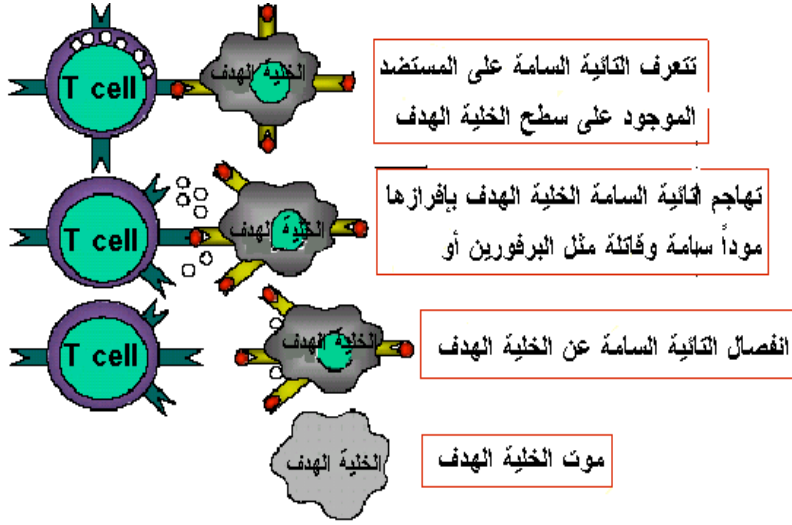 T cell
الخلية الهدف
تتعرف التائية السامة على المستضد
الموجود على سطح الخلية الهدف
T cell
الخلية الهدف
تهاجم التائية السامة الخلية الهدف بإفرازها
موداً سامة وقاتلة مثل البرفورين أو
T cell
الخلية الهدف
انفصال التائية السامة عن الخلية الهدف
الخلية الهدف
موت الخلية الهدف